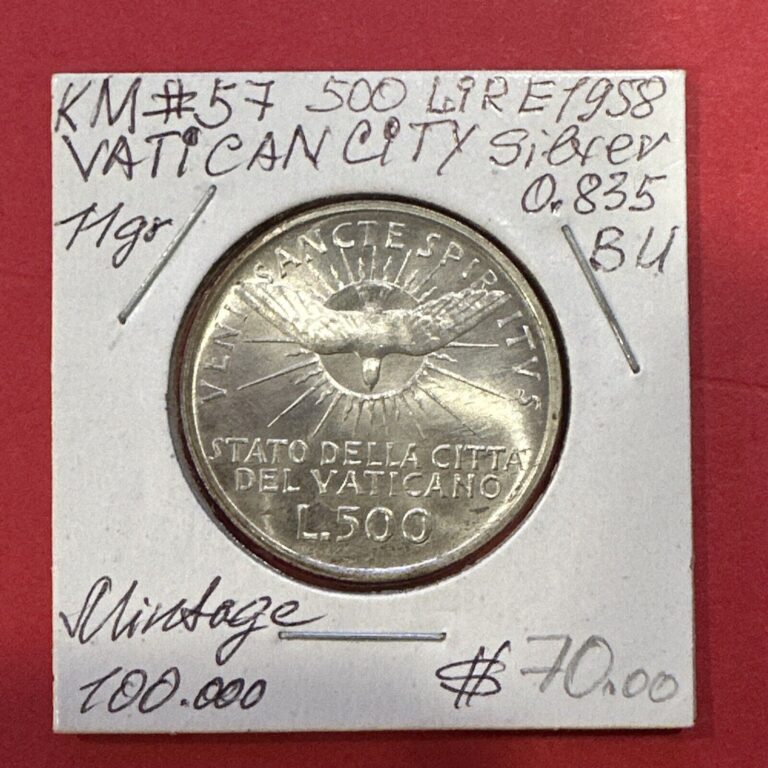 KM#57 500 LIRE 1958
VATICAN CITY Silver
0.835
11gr
BU
VENI SANCTE SPIRITVS
STATO DELLA CITTA
DEL VATICANO
L.500
Mintage
100.000
$70.00